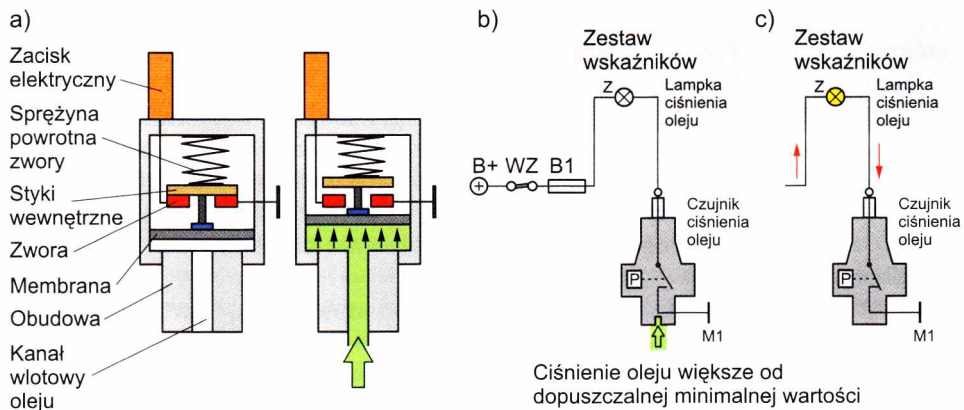 a)
Zacisk
elektryczny
Sprężyna
powrotna
zwory
Styki
wewnętrzne
Zwora
Membrana
Obudowa
Kanał
wlotowy
oleju
b)
Zestaw
wskaźników
Z
Lampka
ciśnienia
oleju
B+ WZ B1
Czujnik
ciśnienia
oleju
P
M1
Ciśnienie oleju większe od
dopuszczalnej minimalnej wartości
c)
Zestaw
wskaźników
Z
Lampka
ciśnienia
oleju
Czujnik
ciśnienia
oleju
P
M1